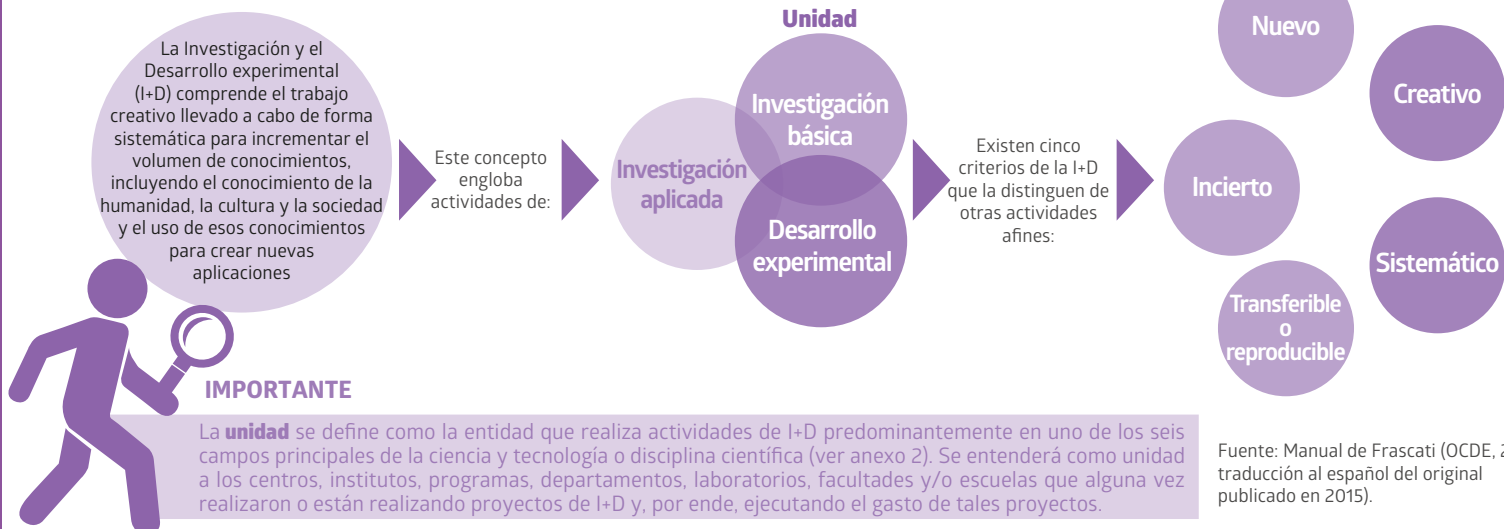 La Investigación y el
Desarrollo experimental
(I+D) comprende el trabajo
creativo llevado a cabo de forma
sistemática para incrementar el
volumen de conocimientos,
incluyendo el conocimiento de la
humanidad, la cultura y la sociedad
y el uso de esos conocimientos
para crear nuevas
aplicaciones
Este concepto
engloba
actividades de:
Unidad
Investigación
básica
Investigación
aplicada
Desarrollo
experimental
Existen cinco
criterios de la I+D
que la distinguen de
otras actividades
afines:
Nuevo
Creativo
Incierto
Sistemático
Transferible
o
reproducible
IMPORTANTE
La unidad se define como la entidad que realiza actividades de I+D predominantemente en uno de los seis
campos principales de la ciencia y tecnología o disciplina científica (ver anexo 2). Se entenderá como unidad
a los centros, institutos, programas, departamentos, laboratorios, facultades y/o escuelas que alguna vez
realizaron o están realizando proyectos de I+D y, por ende, ejecutando el gasto de tales proyectos.
Fuente: Manual de Frascati (OCDE,
traducción al español del original
publicado en 2015).